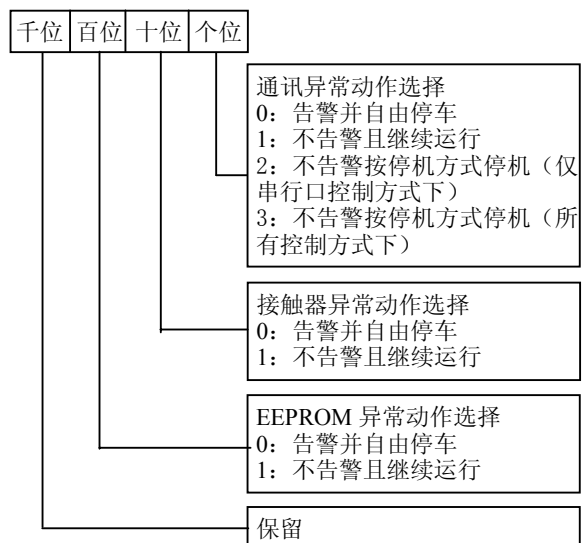 千位 百位 十位 个位
通讯异常动作选择
0：告警并自由停车
1：不告警且继续运行
2：不告警按停机方式停机（仅
串行口控制方式下）
3：不告警按停机方式停机（所
有控制方式下）
接触器异常动作选择
0：告警并自由停车
1：不告警且继续运行
EEPROM 异常动作选择
0：告警并自由停车
1：不告警且继续运行
保留